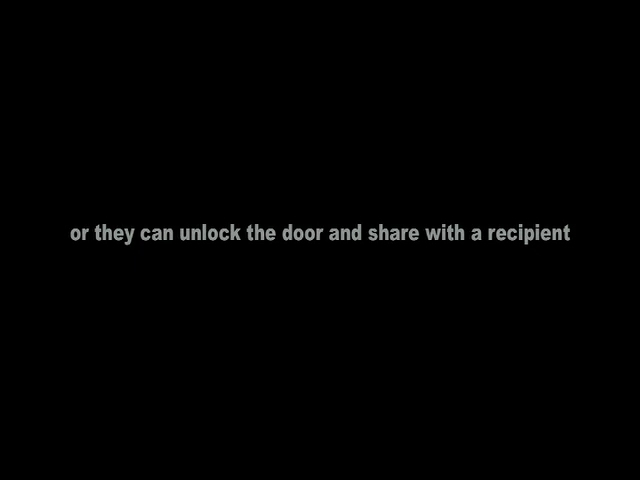 or they can unlock the door and share with a recipient